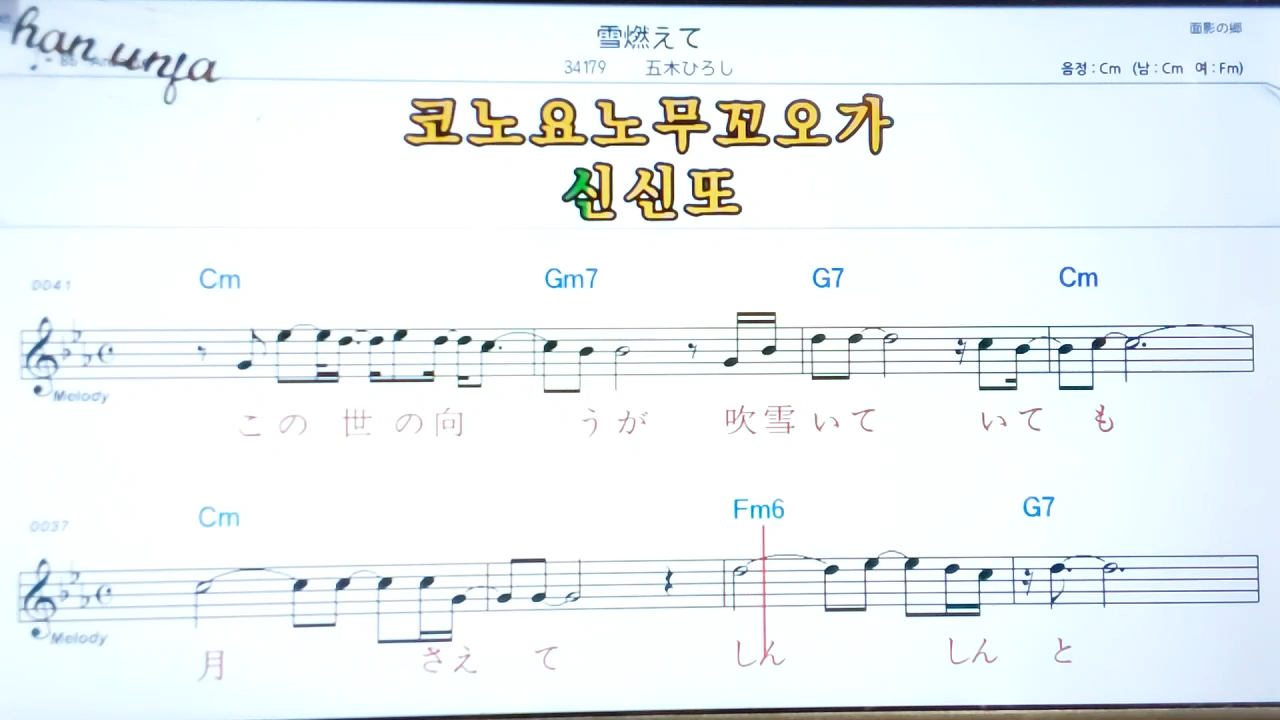 han unfa
雪燃えて
面影の郷
34179 五木ひろし
음정 : Cm (남 : Cm 여 : Fm)
코노요노무꼬오가
신신또
0041
Cm Gm7 G7 Cm
Melody
この世の向うが吹雪いていても
0037
Cm Fm6 G7
Melody
月さえてしんしんと